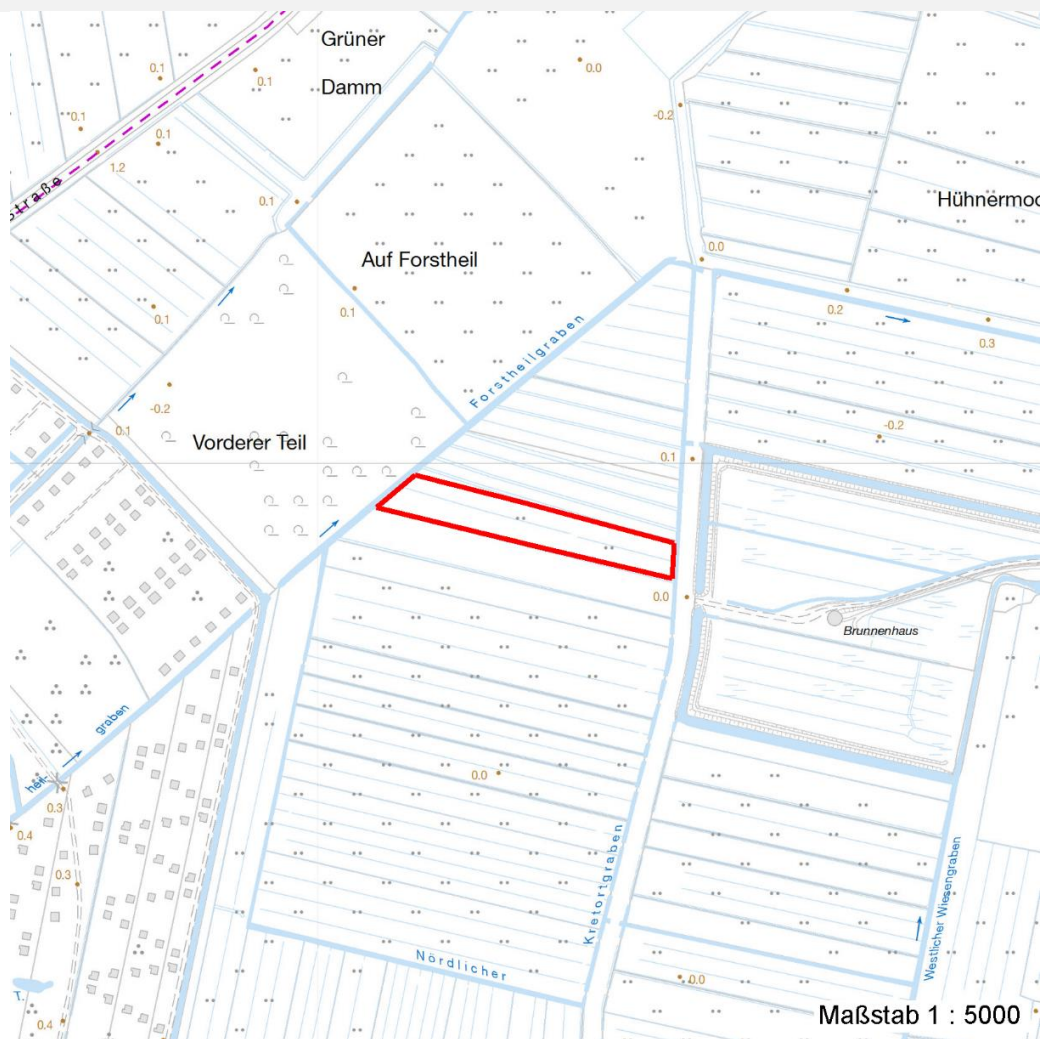 Grüner
Damm
0.1
0.1
0.0
0.1
0.1
1.2
-0.2
straße
0.1
Hühnermoo
Auf Forstheil
0.0
0.1
0.1
0.2
0.3
Forstheilgraben
-0.2
-0.2
0.1
Vorderer Teil
0.1
0.0
Brunnenhaus
graben
heil-
0.3
0.0
0.4
0.3
Kretortgraben
Westlicher Wiesengraben
Nördlicher
0.0
T.
0.4
Maßstab 1 : 5000